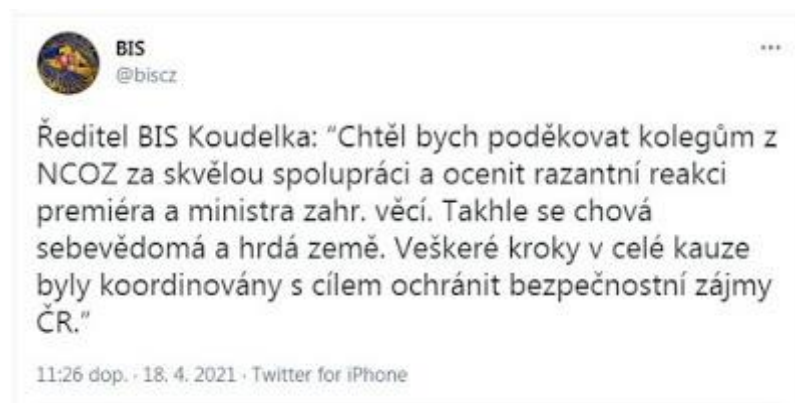 BIS
@biscz
Ředitel BIS Koudelka: "Chtěl bych poděkovat kolegům z
NCOZ za skvělou spolupráci a ocenit razantní reakci
premiéra a ministra zahr. věcí. Takhle se chová
sebevědomá a hrdá země. Veškeré kroky v celé kauze
byly koordinovány s cílem ochránit bezpečnostní zájmy
ČR."
11:26 dop. · 18. 4. 2021 · Twitter for iPhone